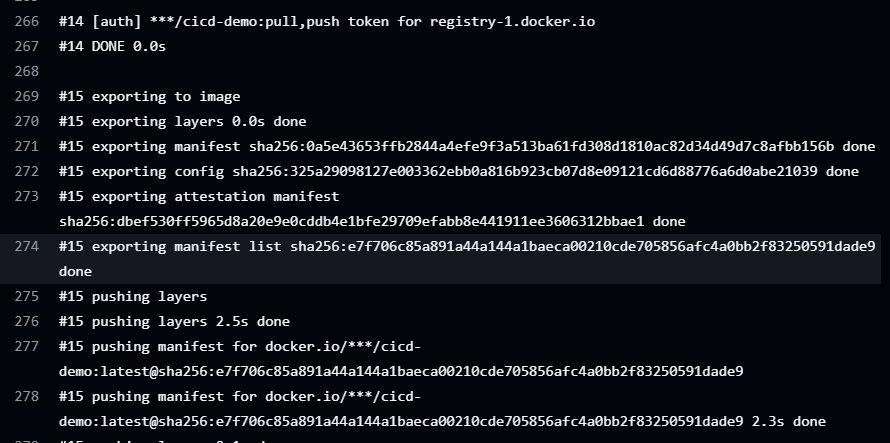 266 #14 [auth] ***/cicd-demo:pull,push token for registry-1.docker.io
267 #14 DONE 0.0s
268
269 #15 exporting to image
270 #15 exporting layers 0.0s done
271 #15 exporting manifest sha256:0a5e43653ffb2844a4efe9f3a513ba61fd308d1810ac82d34d49d7c8afbb156b done
272 #15 exporting config sha256:325a29098127e003362ebb0a816b923cb07d8e09121cd6d88776a6d0abe21039 done
273 #15 exporting attestation manifest
sha256:dbef530ff5965d8a20e9e0cddb4e1bfe29709efabb8e441911ee3606312bbae1 done
274 #15 exporting manifest list sha256:e7f706c85a891a44a144a1baeca00210cde705856afc4a0bb2f83250591dade9
done
275 #15 pushing layers
276 #15 pushing layers 2.5s done
277 #15 pushing manifest for docker.io/***/cicd-
demo:latest@sha256:e7f706c85a891a44a144a1baeca00210cde705856afc4a0bb2f83250591dade9
278 #15 pushing manifest for docker.io/***/cicd-
demo:latest@sha256:e7f706c85a891a44a144a1baeca00210cde705856afc4a0bb2f83250591dade9 2.3s done